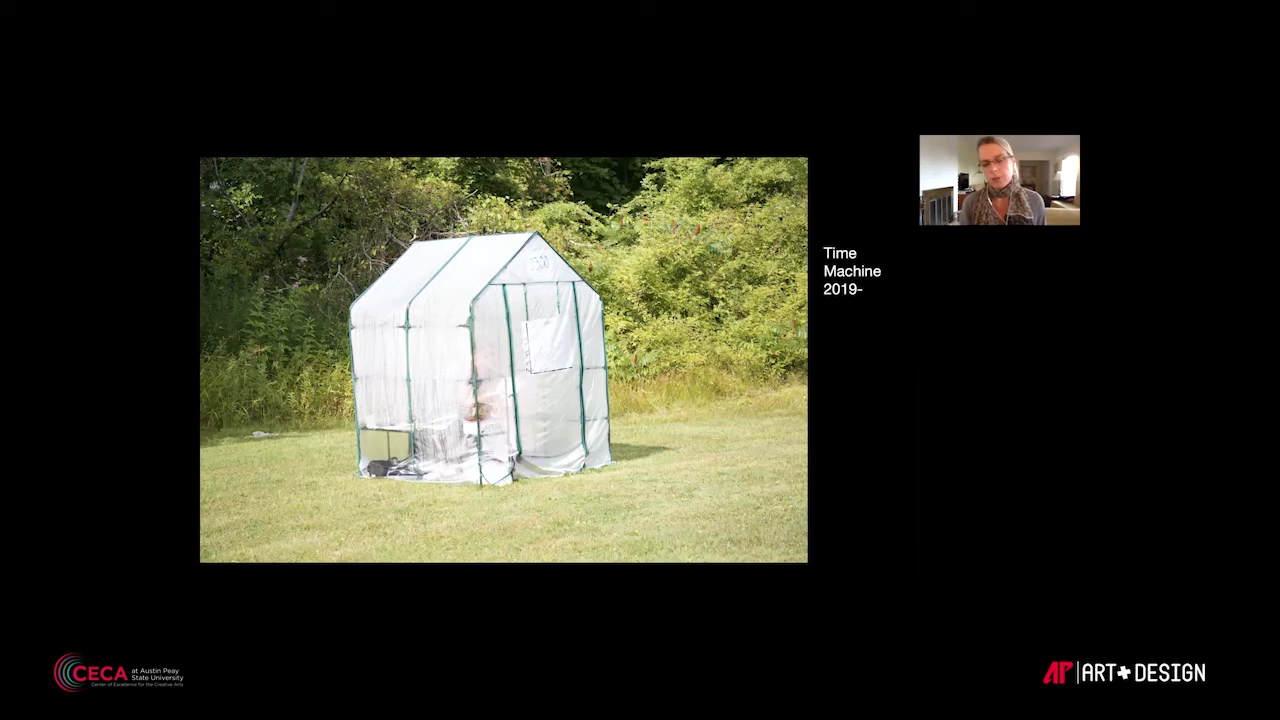 Time
Machine
2019-
CECA
at Austin Peay
State University
Center of Excellence for the Creative Arts
AP ART+DESIGN